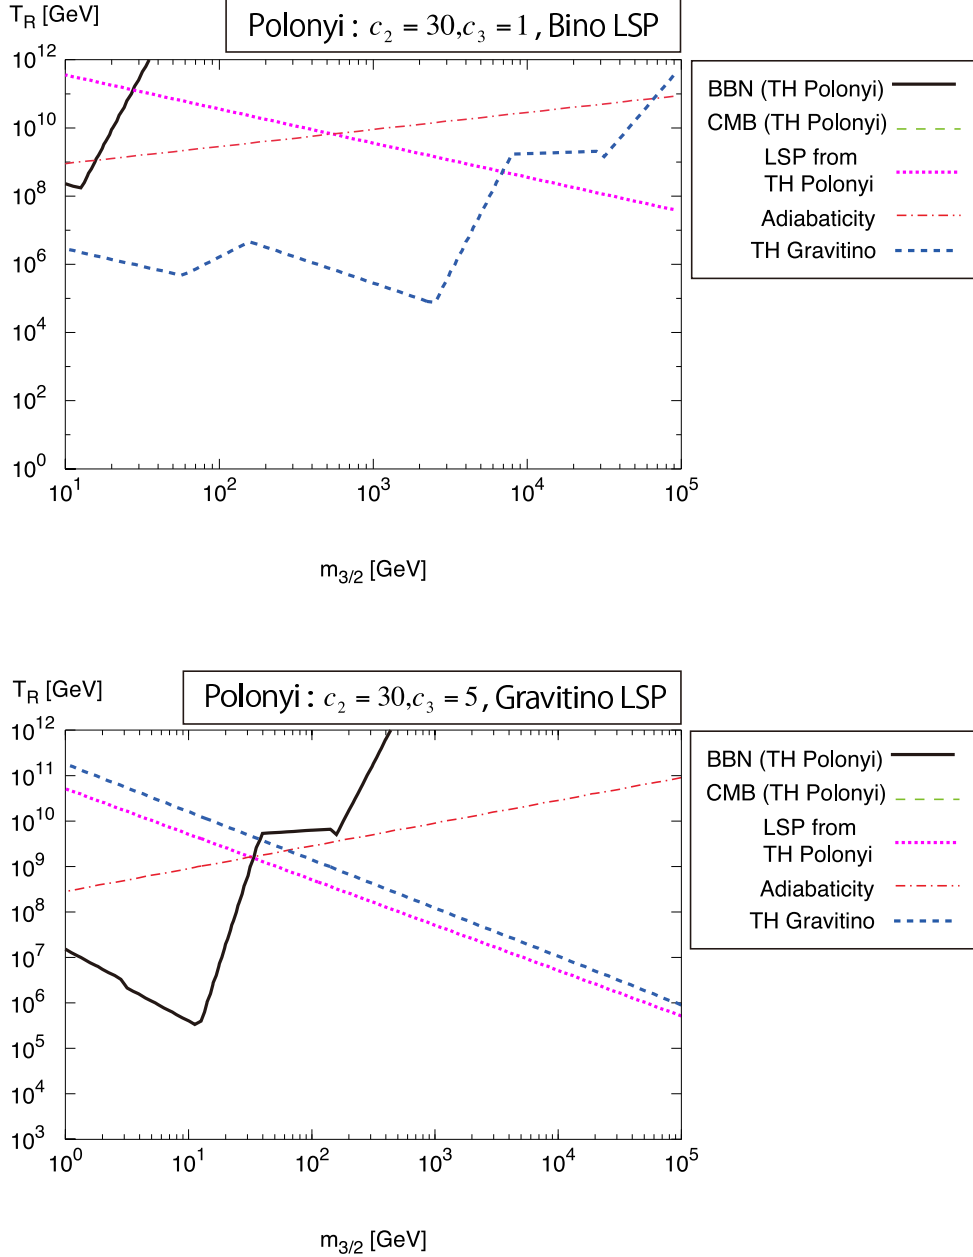 T_R [GeV]
Polonyi : c_2 = 30,c_3 = 1 , Bino LSP
10^12
10^10
10^8
10^6
10^4
10^2
10^0
10^1
10^2
10^3
10^4
10^5
m_3/2 [GeV]
BBN (TH Polonyi)
CMB (TH Polonyi)
LSP from
TH Polonyi
Adiabaticity
TH Gravitino
T_R [GeV]
Polonyi : c_2 = 30,c_3 = 5 , Gravitino LSP
10^12
10^11
10^10
10^9
10^8
10^7
10^6
10^5
10^4
10^3
10^0
10^1
10^2
10^3
10^4
10^5
m_3/2 [GeV]
BBN (TH Polonyi)
CMB (TH Polonyi)
LSP from
TH Polonyi
Adiabaticity
TH Gravitino